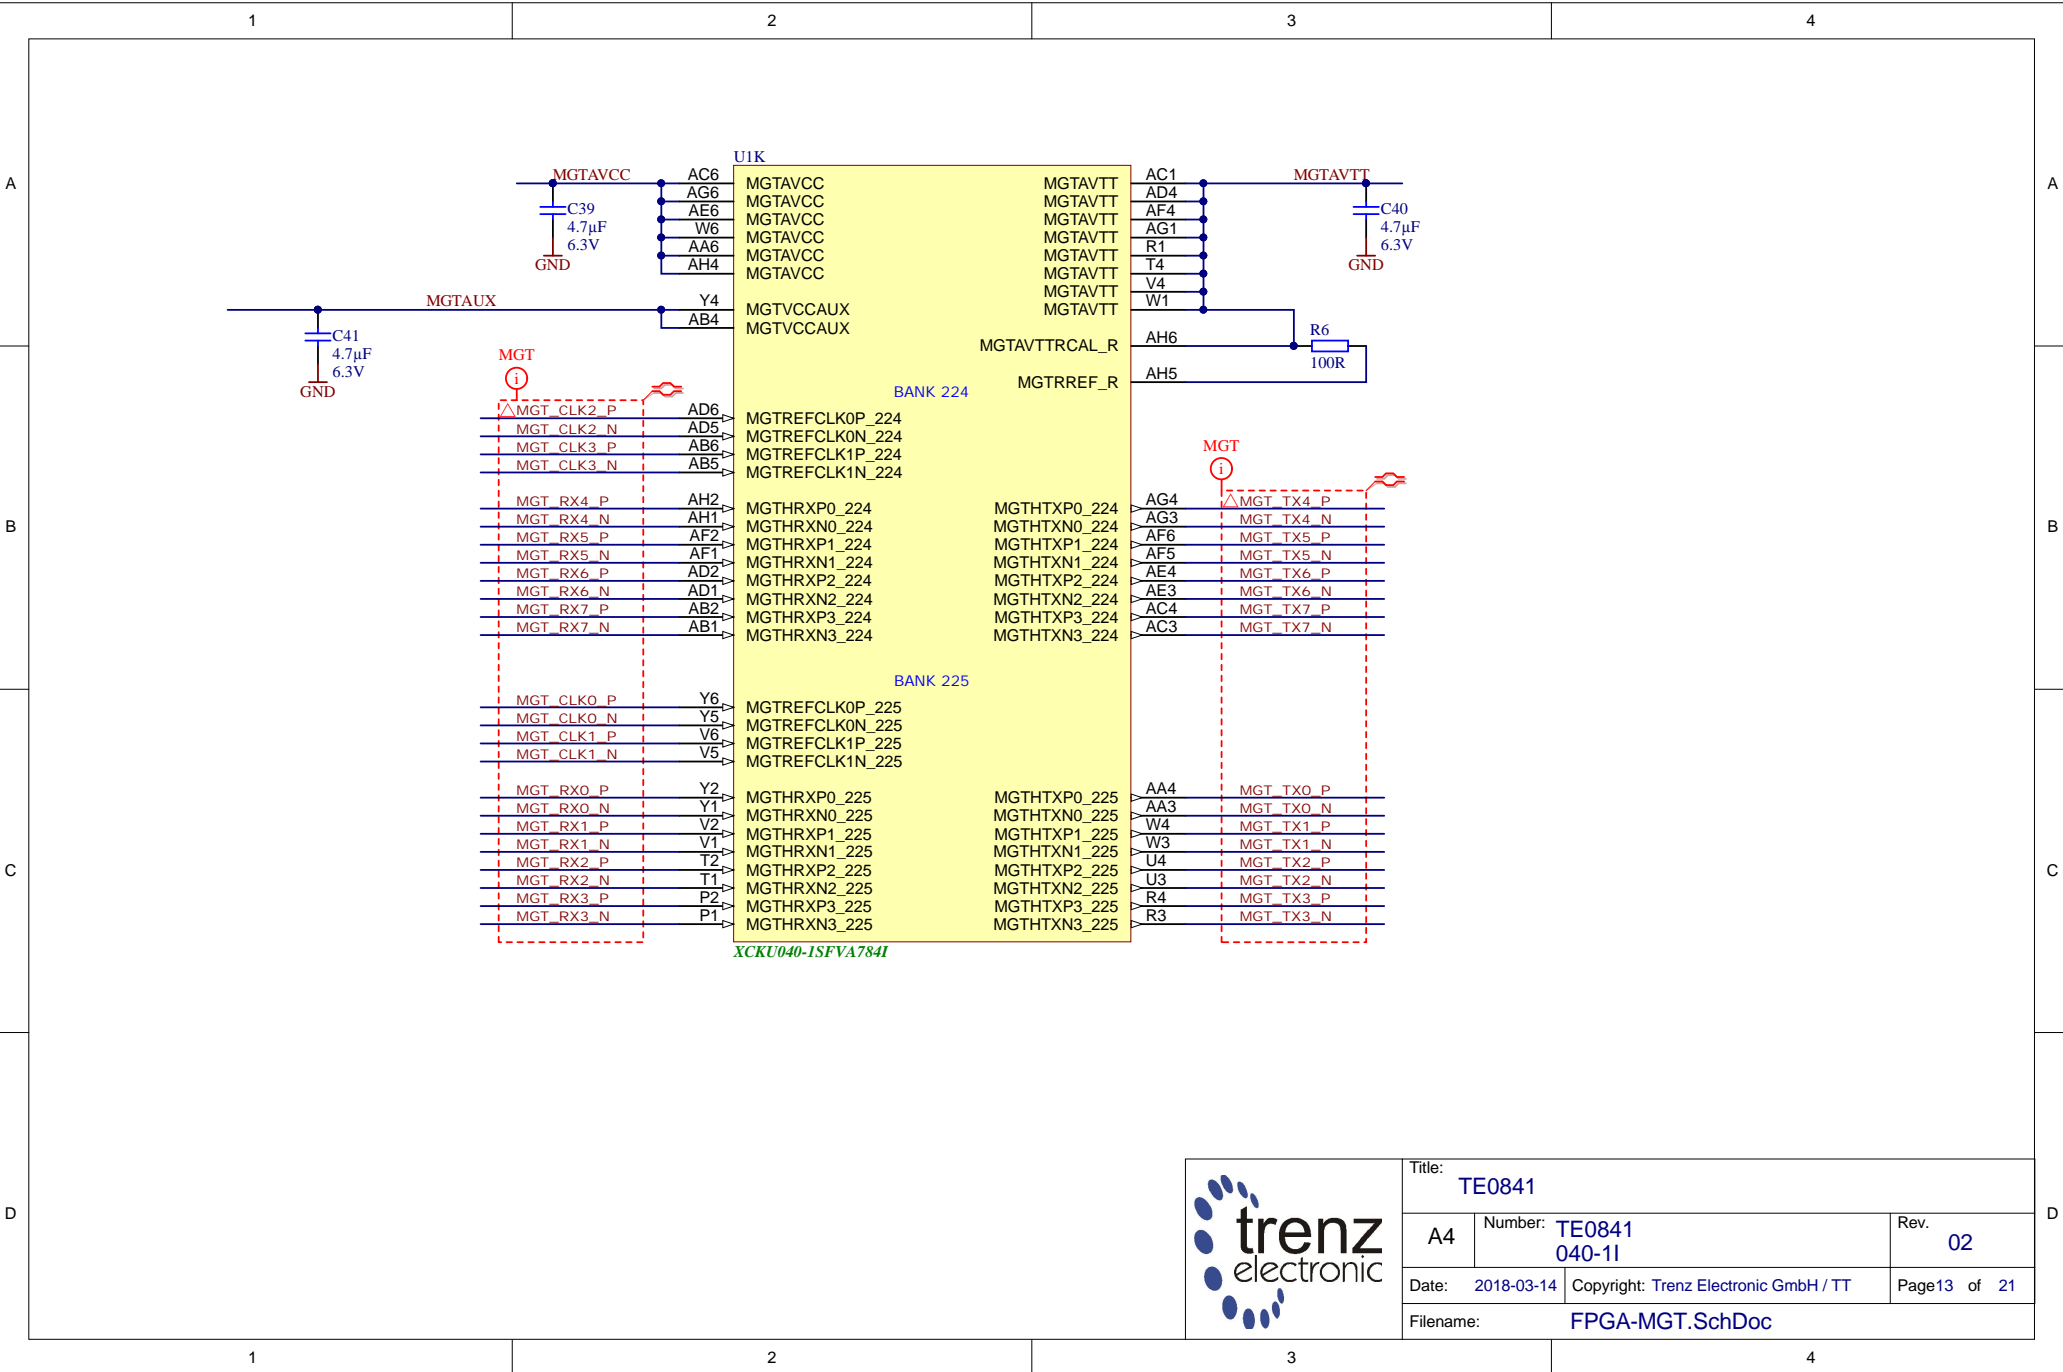 1 2 3 4
A A
B B
C C
D D
U1K
MGTAVCC AC6 MGTAVCC MGTAVTT AC1 MGTAVTT
AG6 MGTAVCC MGTAVTT AD4
C39 AE6 MGTAVCC MGTAVTT AF4 C40
4.7µF W6 MGTAVCC MGTAVTT AG1 4.7µF
6.3V AA6 MGTAVCC MGTAVTT R1 6.3V
GND AH4 MGTAVCC MGTAVTT T4 GND
MGTAVTT V4
MGTAUX Y4 MGTVCCAUX MGTAVTT W1
AB4 MGTVCCAUX
C41 MGTAVTTRCAL_R AH6 R6
4.7µF 100R
6.3V MGTRREF_R AH5
GND
MGT
i
BANK 224
MGT_CLK2_P AD6 MGTREFCLK0P_224
MGT_CLK2_N AD5 MGTREFCLK0N_224
MGT_CLK3_P AB6 MGTREFCLK1P_224
MGT_CLK3_N AB5 MGTREFCLK1N_224
MGT
i
MGT_RX4_P AH2 MGTHRXP0_224 MGTHTXP0_224 AG4 MGT_TX4_P
MGT_RX4_N AH1 MGTHRXN0_224 MGTHTXN0_224 AG3 MGT_TX4_N
MGT_RX5_P AF2 MGTHRXP1_224 MGTHTXP1_224 AF6 MGT_TX5_P
MGT_RX5_N AF1 MGTHRXN1_224 MGTHTXN1_224 AF5 MGT_TX5_N
MGT_RX6_P AD2 MGTHRXP2_224 MGTHTXP2_224 AE4 MGT_TX6_P
MGT_RX6_N AD1 MGTHRXN2_224 MGTHTXN2_224 AE3 MGT_TX6_N
MGT_RX7_P AB2 MGTHRXP3_224 MGTHTXP3_224 AC4 MGT_TX7_P
MGT_RX7_N AB1 MGTHRXN3_224 MGTHTXN3_224 AC3 MGT_TX7_N
BANK 225
MGT_CLK0_P Y6 MGTREFCLK0P_225
MGT_CLK0_N Y5 MGTREFCLK0N_225
MGT_CLK1_P V6 MGTREFCLK1P_225
MGT_CLK1_N V5 MGTREFCLK1N_225
MGT_RX0_P Y2 MGTHRXP0_225 MGTHTXP0_225 AA4 MGT_TX0_P
MGT_RX0_N Y1 MGTHRXN0_225 MGTHTXN0_225 AA3 MGT_TX0_N
MGT_RX1_P V2 MGTHRXP1_225 MGTHTXP1_225 W4 MGT_TX1_P
MGT_RX1_N V1 MGTHRXN1_225 MGTHTXN1_225 W3 MGT_TX1_N
MGT_RX2_P T2 MGTHRXP2_225 MGTHTXP2_225 U4 MGT_TX2_P
MGT_RX2_N T1 MGTHRXN2_225 MGTHTXN2_225 U3 MGT_TX2_N
MGT_RX3_P P2 MGTHRXP3_225 MGTHTXP3_225 R4 MGT_TX3_P
MGT_RX3_N P1 MGTHRXN3_225 MGTHTXN3_225 R3 MGT_TX3_N
XCKU040-1SFVA784I
trenz
electronic
Title:
TE0841
A4 Number: TE0841 Rev.
040-1I 02
Date: 2018-03-14 Copyright: Trenz Electronic GmbH / TT Page13 of 21
Filename: FPGA-MGT.SchDoc
1 2 3 4